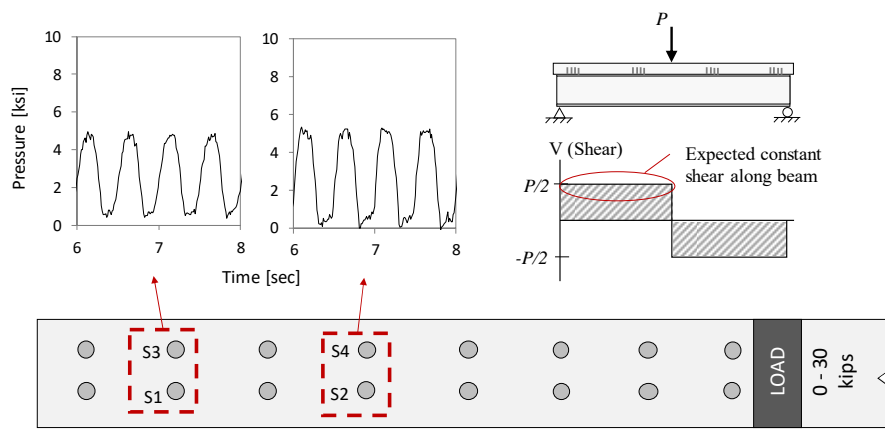 10
8
6
4
2
0
6
7
8
Pressure [ksi]
10
8
6
4
2
0
6
7
8
Time [sec]
P
V (Shear)
Expected constant
shear along beam
P/2
-P/2
S3
S1
S4
S2
LOAD
0 - 30
kips